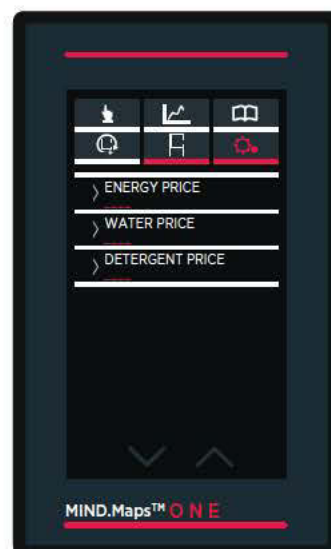 ENERGY PRICE
WATER PRICE
DETERGENT PRICE
MIND.Maps™ ONE